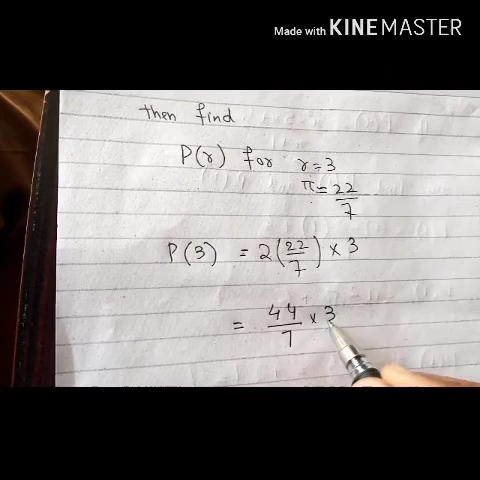 Made with KINEMASTER
then find
P(r) for r = 3
π = 22/7
P(3) = 2(22/7) × 3
= 44/7 × 3